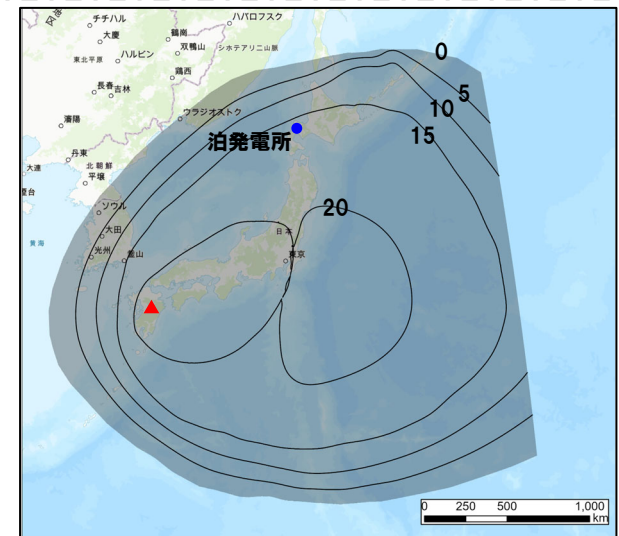 チチハル
ハバロフスク
大慶
鶴崗
双鴨山
シホテアリニ山脈
東北平原
ハルビン
鶏西
長春
吉林
瀋陽
ウラジオストク
丹東
大連
北朝鮮
平壌
ソウル
大田
黄海
光州
釜山
日本
東京
泊発電所
0
5
10
15
20
0 250 500 1,000
km